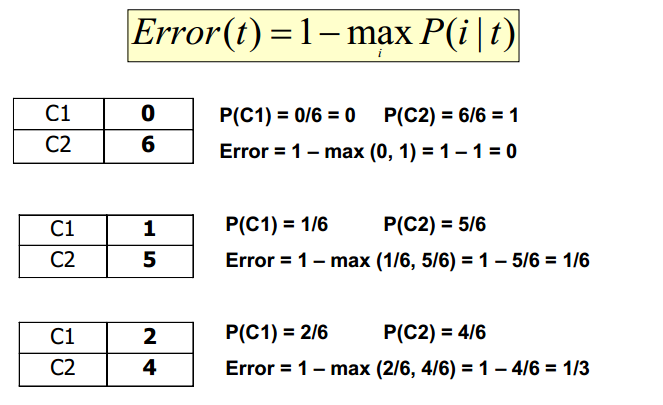 Error(t) = 1 − max P(i | t)
i
C1 0
C2 6
P(C1) = 0/6 = 0 P(C2) = 6/6 = 1
Error = 1 – max (0, 1) = 1 – 1 = 0
C1 1
C2 5
P(C1) = 1/6 P(C2) = 5/6
Error = 1 – max (1/6, 5/6) = 1 – 5/6 = 1/6
C1 2
C2 4
P(C1) = 2/6 P(C2) = 4/6
Error = 1 – max (2/6, 4/6) = 1 – 4/6 = 1/3